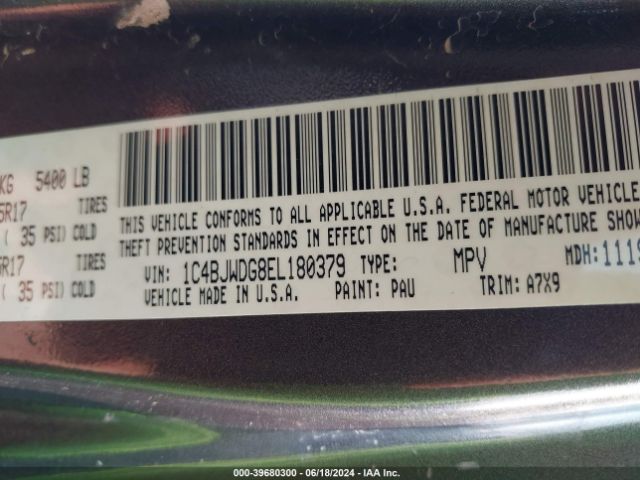 KG 5400 LB
5R17 TIRES
( 35 PSI) COLD
5R17 TIRES
( 35 PSI) COLD
THIS VEHICLE CONFORMS TO ALL APPLICABLE U.S.A. FEDERAL MOTOR VEHICLE
THEFT PREVENTION STANDARDS IN EFFECT ON THE DATE OF MANUFACTURE SHOW
VIN: 1C4BJWDG8EL180379 TYPE: MPV MDH: 1119
VEHICLE MADE IN U.S.A. PAINT: PAU TRIM: A7X9
000-39680300 - 06/18/2024 - IAA Inc.